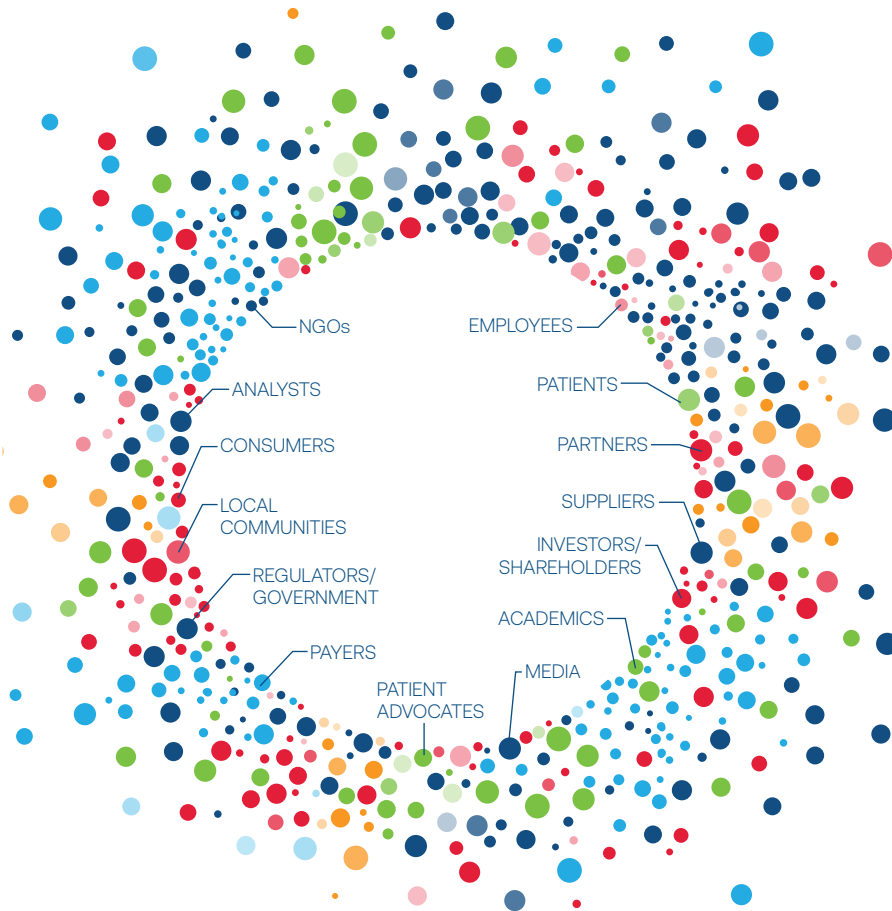 NGOs
EMPLOYEES
ANALYSTS
PATIENTS
CONSUMERS
PARTNERS
LOCAL
COMMUNITIES
SUPPLIERS
INVESTORS/
SHAREHOLDERS
REGULATORS/
GOVERNMENT
ACADEMICS
PAYERS
MEDIA
PATIENT
ADVOCATES